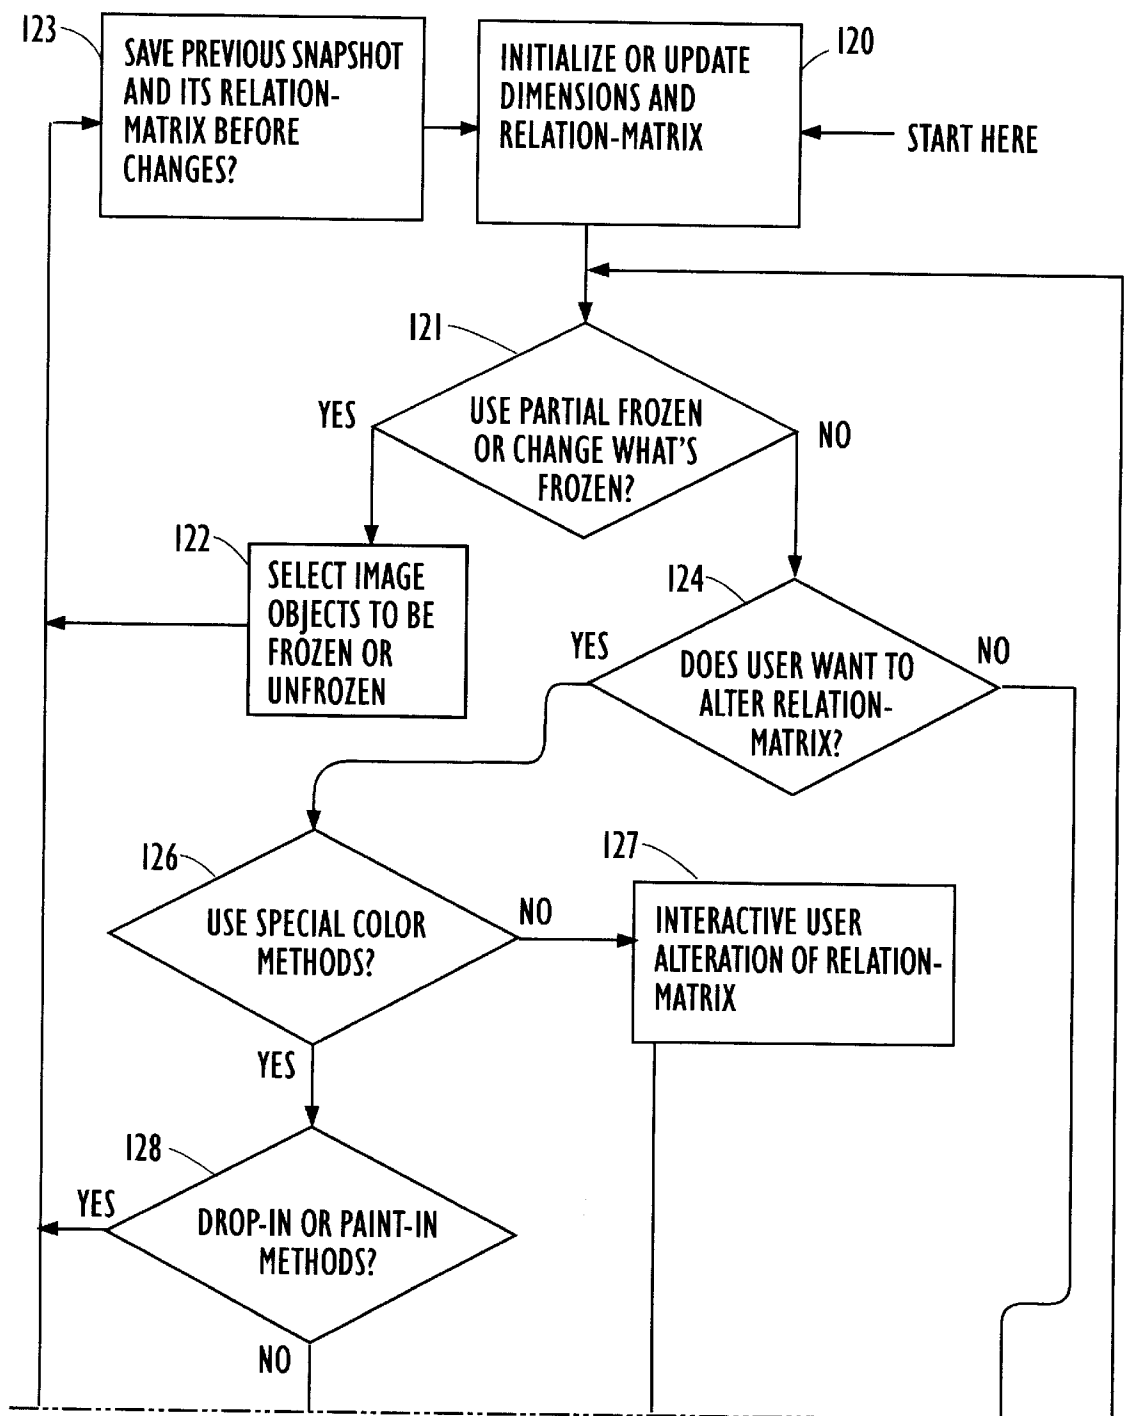 123
SAVE PREVIOUS SNAPSHOT
AND ITS RELATION-
MATRIX BEFORE
CHANGES?
INITIALIZE OR UPDATE
DIMENSIONS AND
RELATION-MATRIX
120
START HERE
121
YES
USE PARTIAL FROZEN
OR CHANGE WHAT'S
FROZEN?
NO
122
SELECT IMAGE
OBJECTS TO BE
FROZEN OR
UNFROZEN
124
YES
DOES USER WANT TO
ALTER RELATION-
MATRIX?
NO
126
USE SPECIAL COLOR
METHODS?
NO
YES
127
INTERACTIVE USER
ALTERATION OF RELATION-
MATRIX
128
YES
DROP-IN OR PAINT-IN
METHODS?
NO